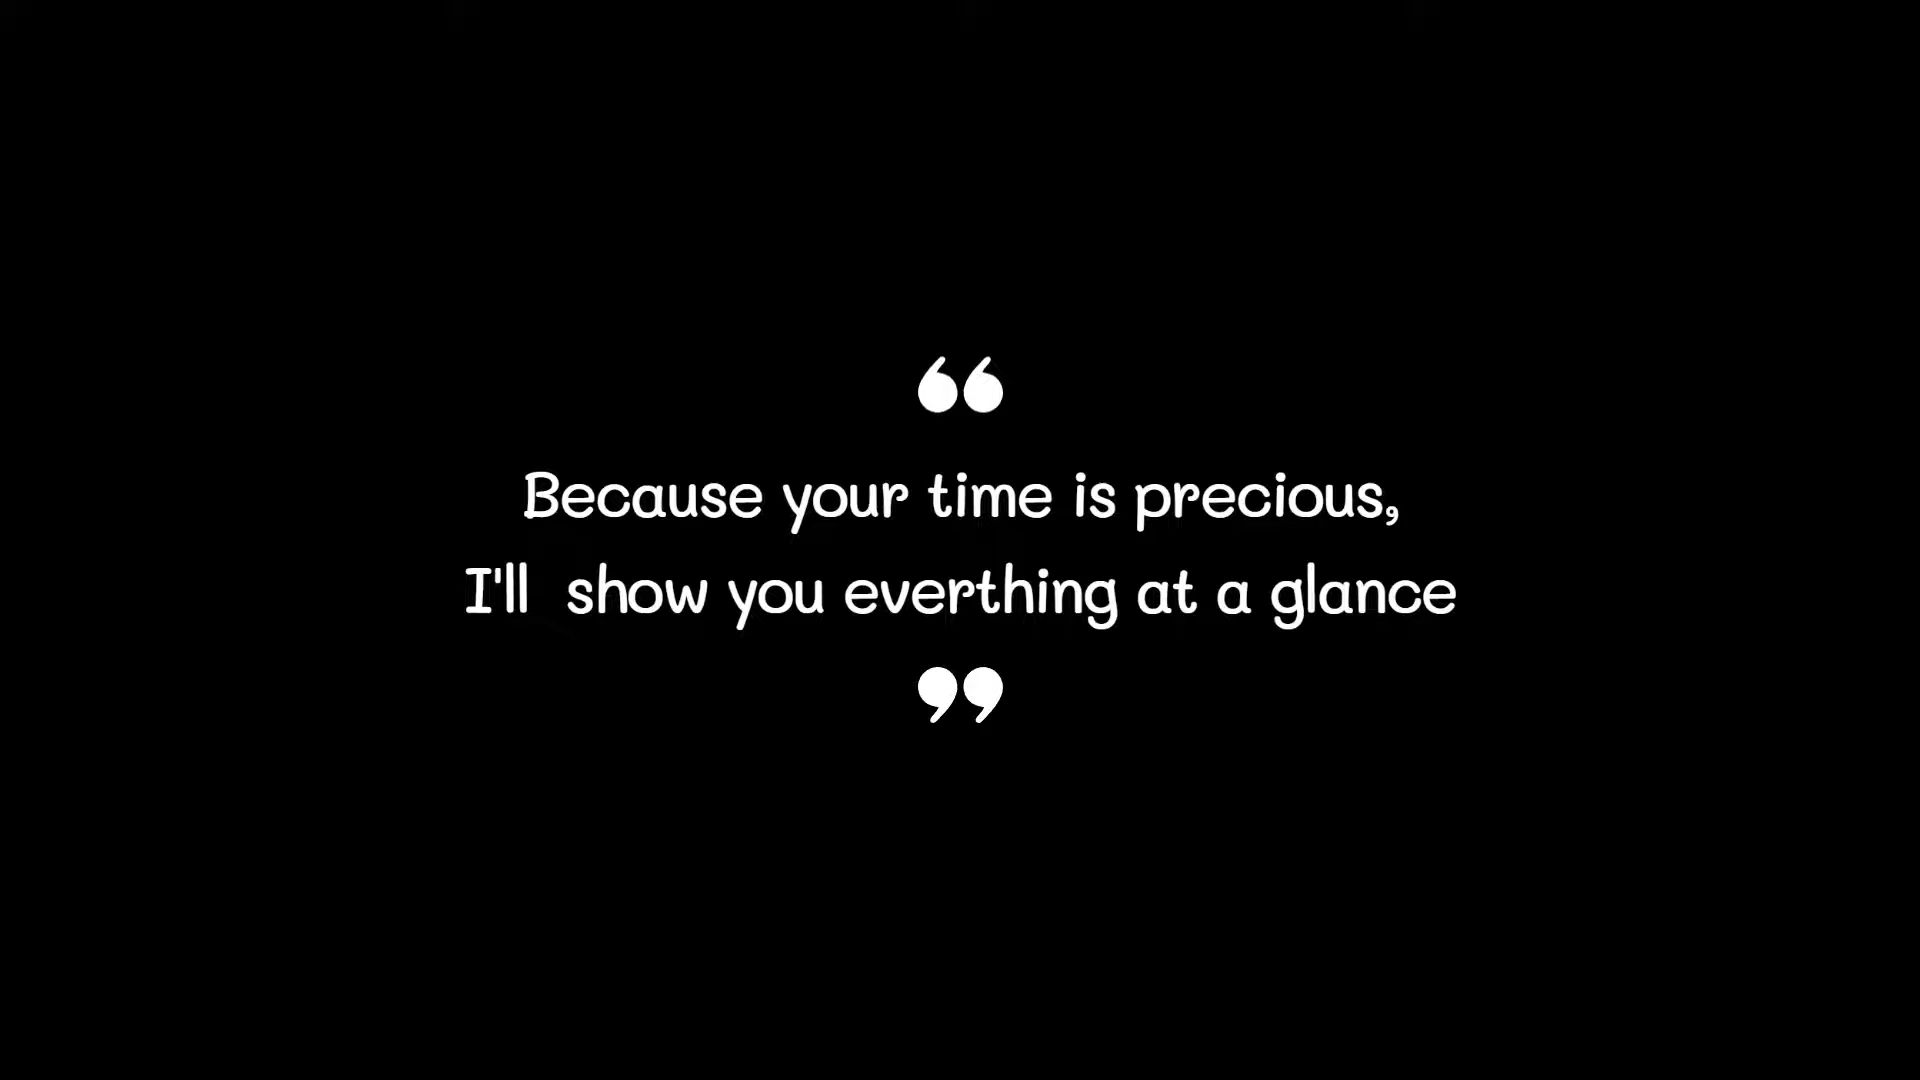 “
Because your time is precious,
I'll  show you everthing at a glance
”